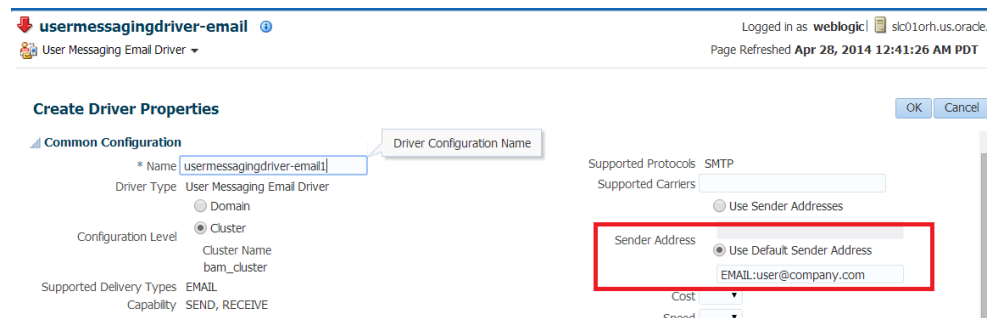 usermessagingdriver-email
Logged in as weblogic| slc01orh.us.oracle.
User Messaging Email Driver
Page Refreshed Apr 28, 2014 12:41:26 AM PDT
Create Driver Properties
OK Cancel
Common Configuration
Driver Configuration Name
* Name usermessagingdriver-email1
Driver Type User Messaging Email Driver
Configuration Level
Domain
Cluster
Cluster Name
bam_cluster
Supported Delivery Types EMAIL
Capability SEND, RECEIVE
Supported Protocols SMTP
Supported Carriers
Sender Address
Use Sender Addresses
Use Default Sender Address
EMAIL:user@company.com
Cost
Speed